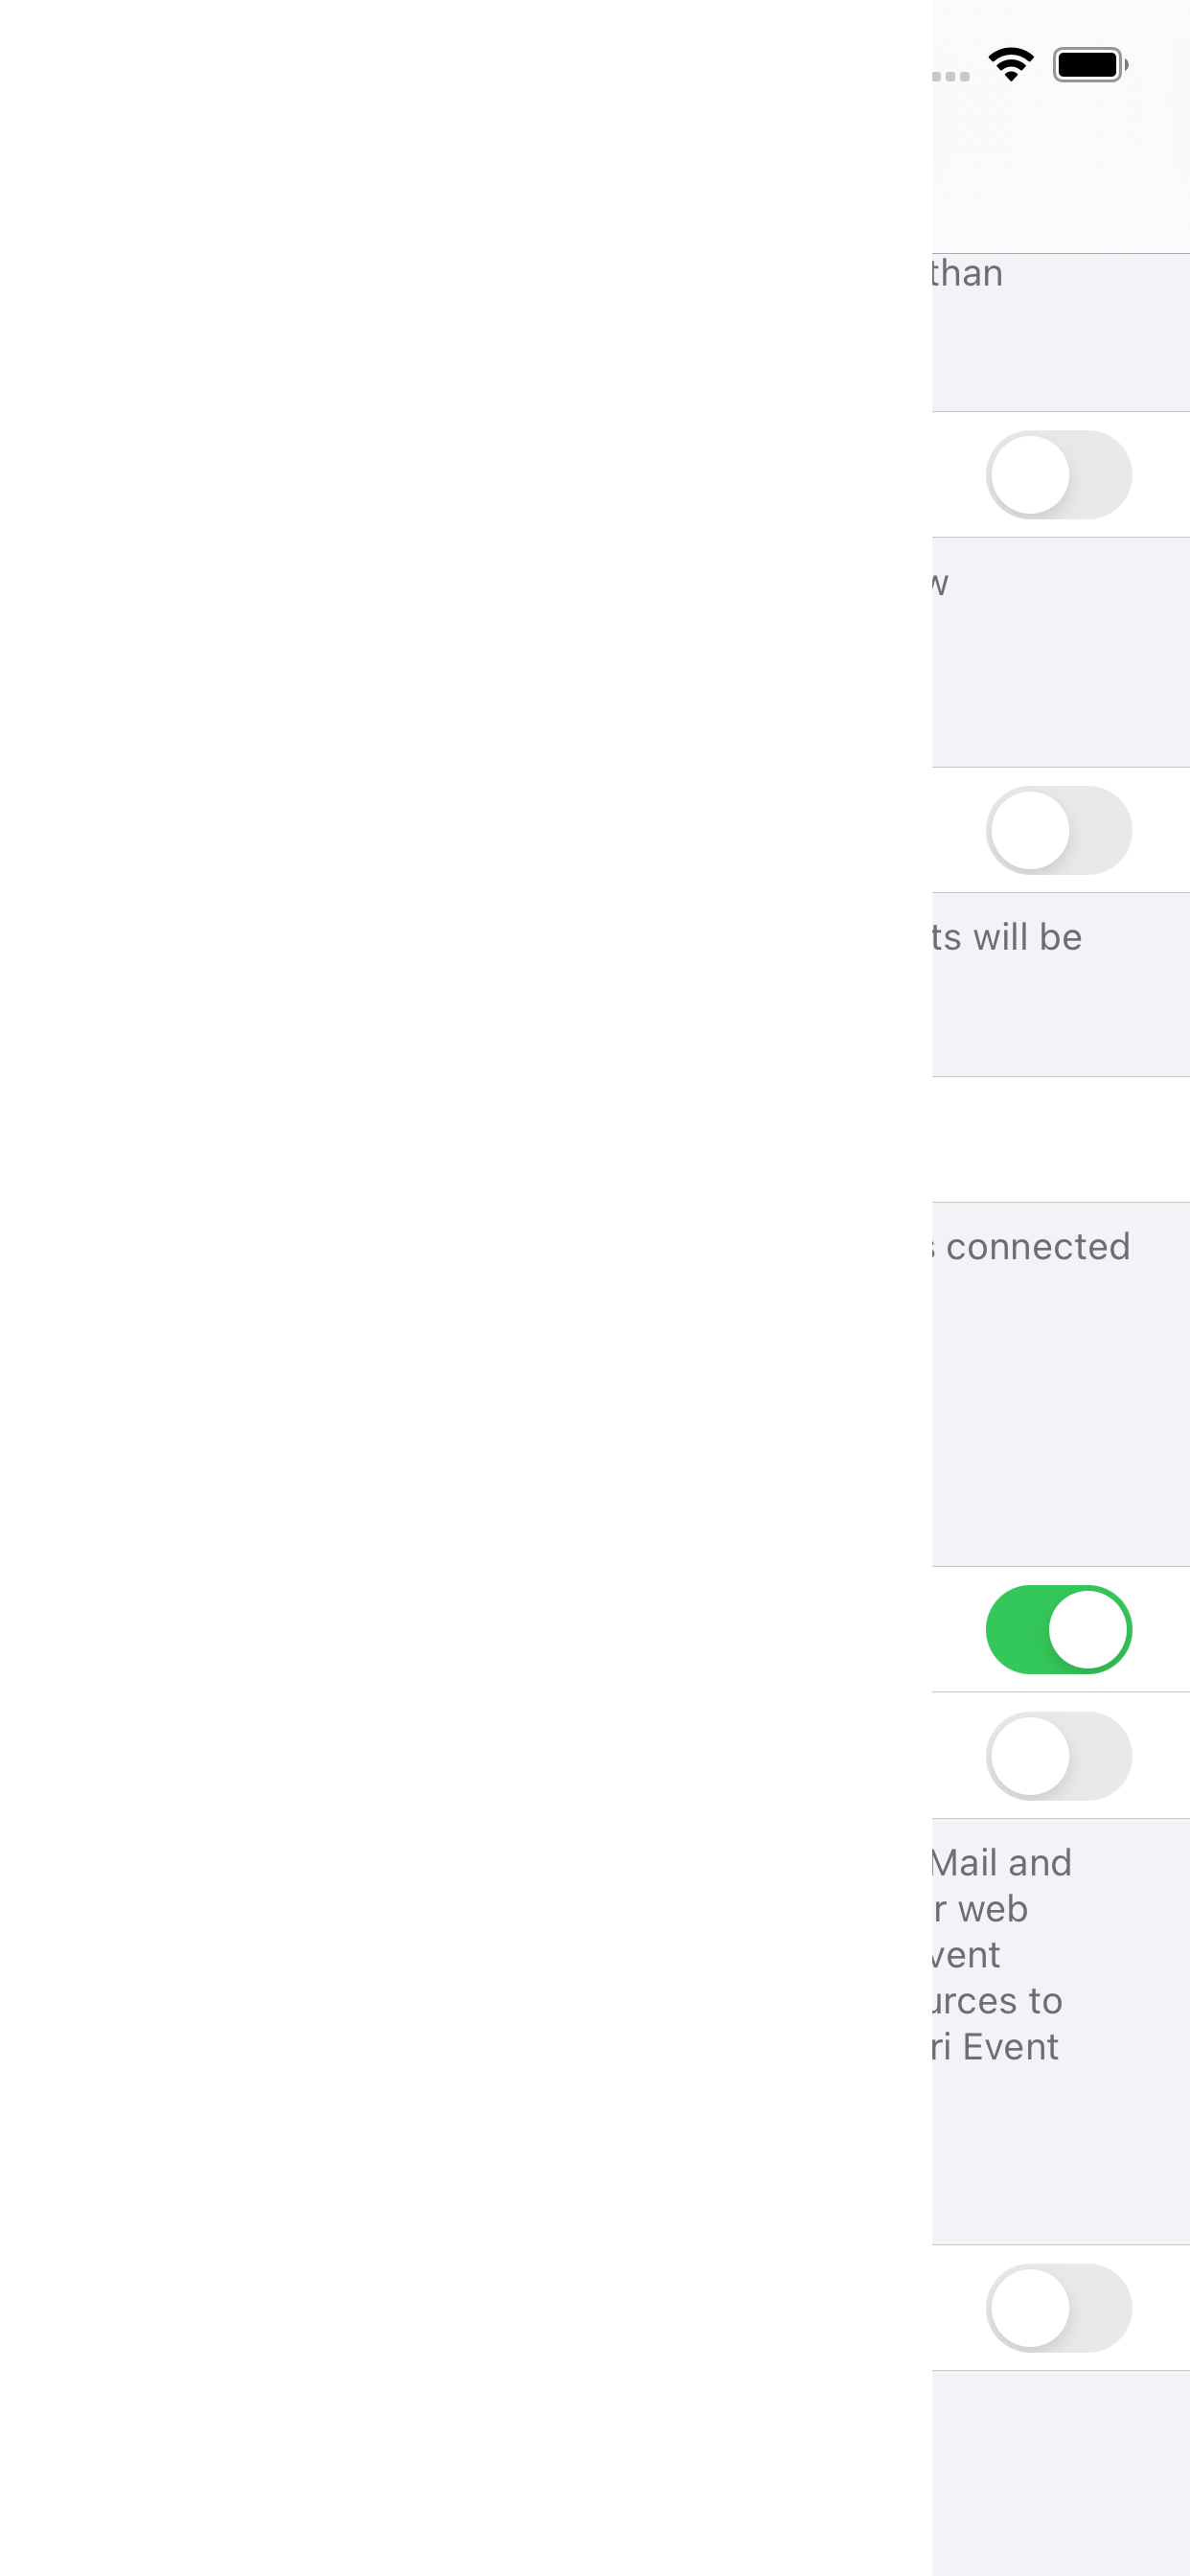 than
w
ts will be
connected
Mail and
r web
vent
urces to
ri Event